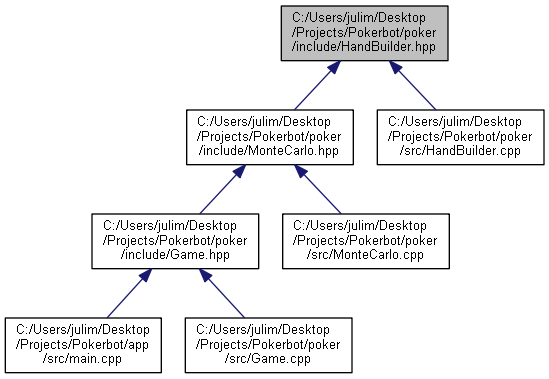 C:/Users/julim/Desktop
/Projects/Pokerbot/poker
/include/HandBuilder.hpp
C:/Users/julim/Desktop
/Projects/Pokerbot/poker
/include/MonteCarlo.hpp
C:/Users/julim/Desktop
/Projects/Pokerbot/poker
/src/HandBuilder.cpp
C:/Users/julim/Desktop
/Projects/Pokerbot/poker
/include/Game.hpp
C:/Users/julim/Desktop
/Projects/Pokerbot/poker
/src/MonteCarlo.cpp
C:/Users/julim/Desktop
/Projects/Pokerbot/app
/src/main.cpp
C:/Users/julim/Desktop
/Projects/Pokerbot/poker
/src/Game.cpp